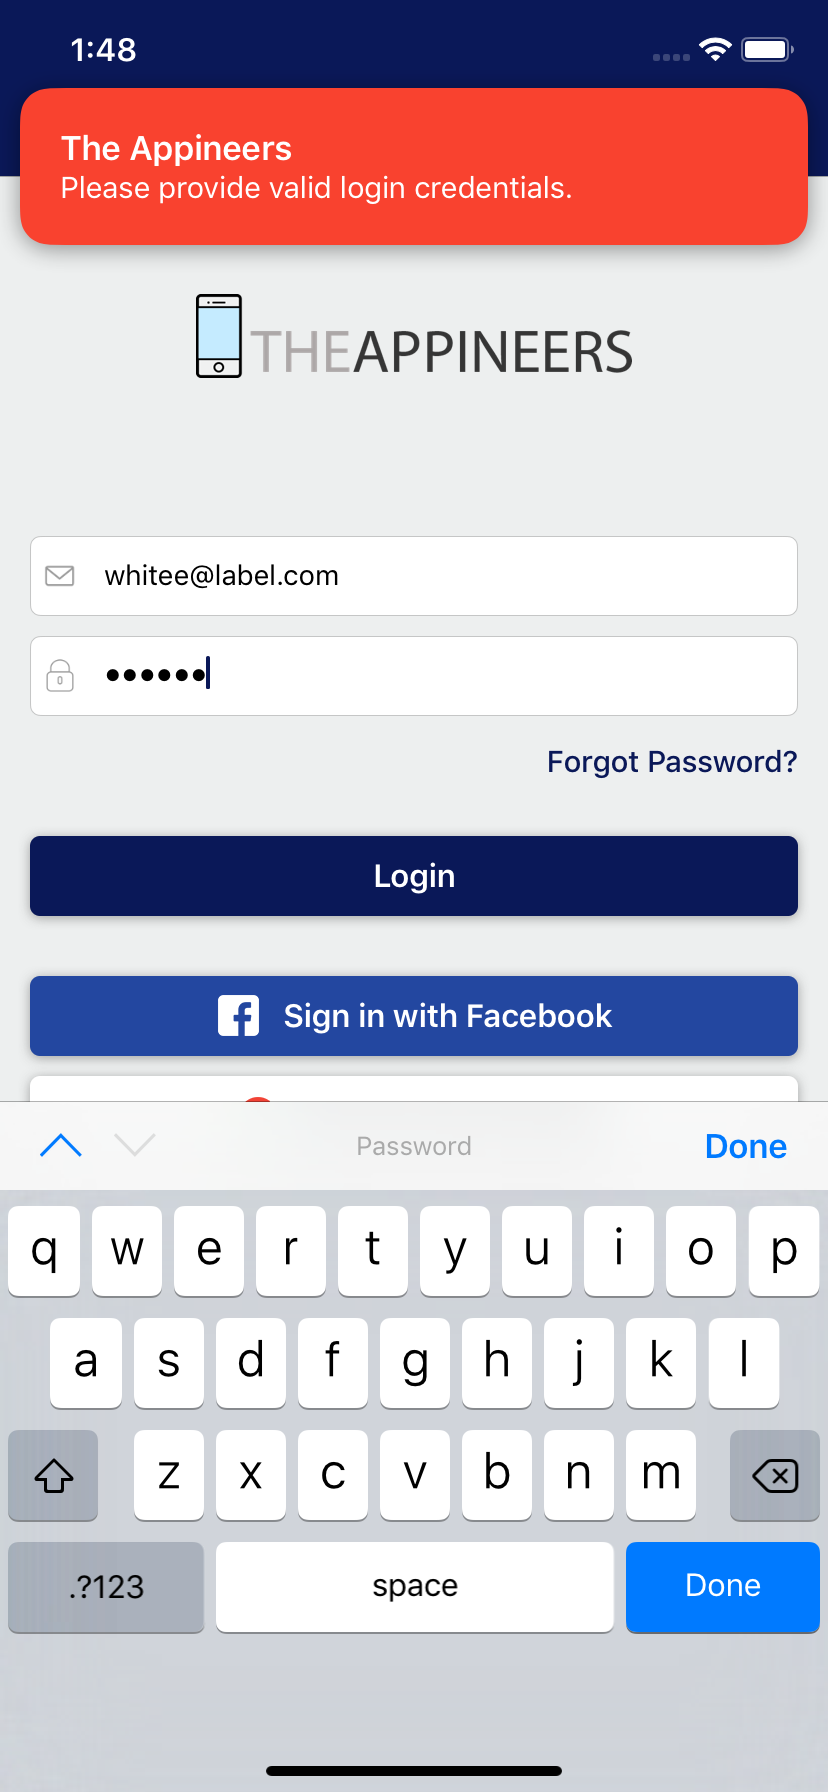 1:48
The Appineers
Please provide valid login credentials.
THEAPPINEERS
whitee@label.com
••••••
Forgot Password?
Login
Sign in with Facebook
Password
Done
q w e r t y u i o p
a s d f g h j k l
z x c v b n m
.?123 space Done